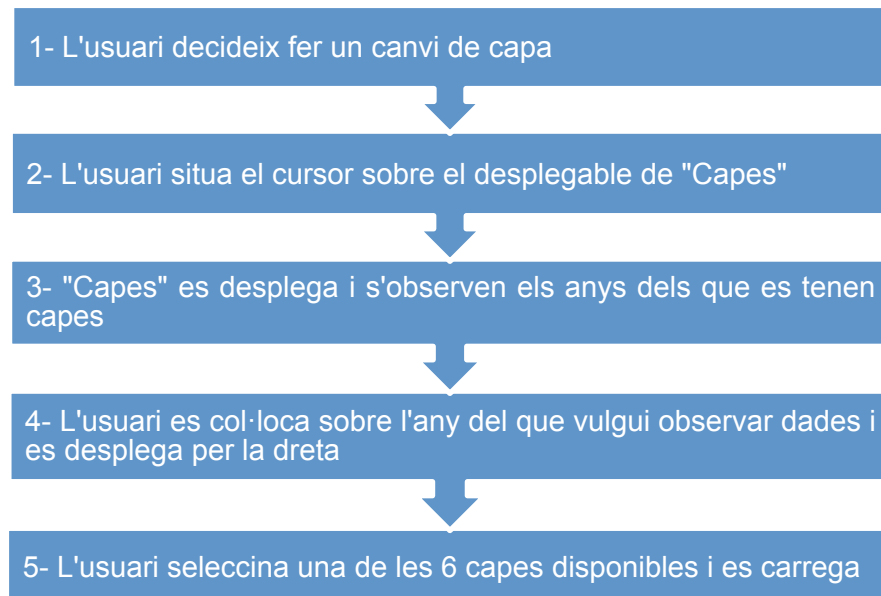 1- L'usuari decideix fer un canvi de capa
2- L'usuari situa el cursor sobre el desplegable de "Capes"
3- "Capes" es desplega i s'observen els anys dels que es tenen
capes
4- L'usuari es col·loca sobre l'any del que vulgui observar dades i
es desplega per la dreta
5- L'usuari seleccina una de les 6 capes disponibles i es carrega